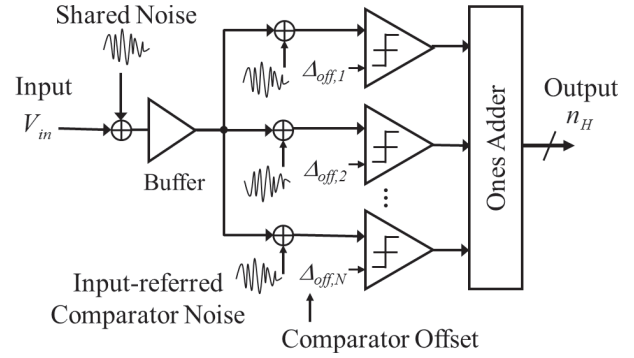 Shared Noise
Input
V_in
Buffer
Δ_off,1
Δ_off,2
Δ_off,N
Ones Adder
Output
n_H
Input-referred
Comparator Noise
Comparator Offset